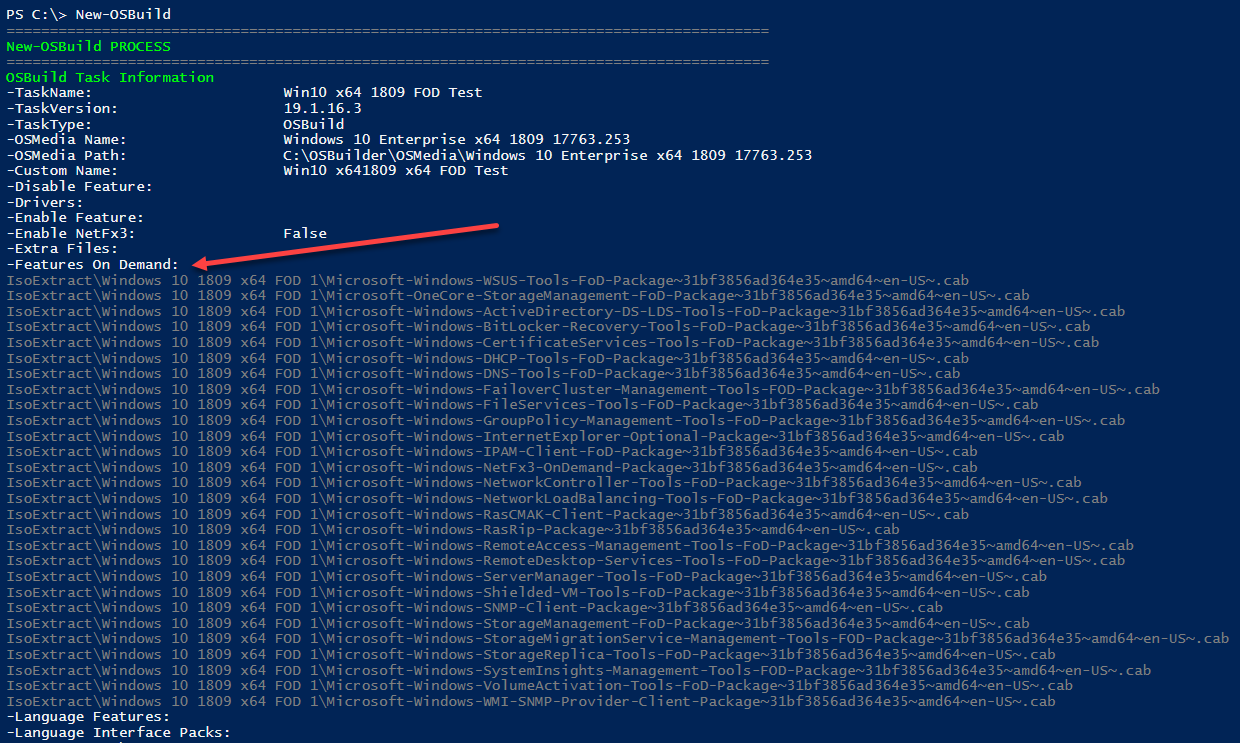 PS C:\> New-OSBuild
========================================================================================
New-OSBuild PROCESS
========================================================================================
OSBuild Task Information
-TaskName: Win10 x64 1809 FOD Test
-TaskVersion: 19.1.16.3
-TaskType: OSBuild
-OSMedia Name: Windows 10 Enterprise x64 1809 17763.253
-OSMedia Path: C:\OSBuilder\OSMedia\Windows 10 Enterprise x64 1809 17763.253
-Custom Name: Win10 x641809 x64 FOD Test
-Disable Feature:
-Drivers:
-Enable Feature:
-Enable NetFx3: False
-Extra Files:
-Features On Demand:
IsoExtract\Windows 10 1809 x64 FOD 1\Microsoft-Windows-WSUS-Tools-FoD-Package~31bf3856ad364e35~amd64~en-US~.cab
IsoExtract\Windows 10 1809 x64 FOD 1\Microsoft-OneCore-StorageManagement-FoD-Package~31bf3856ad364e35~amd64~en-US~.cab
IsoExtract\Windows 10 1809 x64 FOD 1\Microsoft-Windows-ActiveDirectory-DS-LDS-Tools-FoD-Package~31bf3856ad364e35~amd64~en-US~.cab
IsoExtract\Windows 10 1809 x64 FOD 1\Microsoft-Windows-BitLocker-Recovery-Tools-FoD-Package~31bf3856ad364e35~amd64~en-US~.cab
IsoExtract\Windows 10 1809 x64 FOD 1\Microsoft-Windows-CertificateServices-Tools-FoD-Package~31bf3856ad364e35~amd64~en-US~.cab
IsoExtract\Windows 10 1809 x64 FOD 1\Microsoft-Windows-DHCP-Tools-FoD-Package~31bf3856ad364e35~amd64~en-US~.cab
IsoExtract\Windows 10 1809 x64 FOD 1\Microsoft-Windows-DNS-Tools-FoD-Package~31bf3856ad364e35~amd64~en-US~.cab
IsoExtract\Windows 10 1809 x64 FOD 1\Microsoft-Windows-FailoverCluster-Management-Tools-FOD-Package~31bf3856ad364e35~amd64~en-US~.cab
IsoExtract\Windows 10 1809 x64 FOD 1\Microsoft-Windows-FileServices-Tools-FoD-Package~31bf3856ad364e35~amd64~en-US~.cab
IsoExtract\Windows 10 1809 x64 FOD 1\Microsoft-Windows-GroupPolicy-Management-Tools-FoD-Package~31bf3856ad364e35~amd64~en-US~.cab
IsoExtract\Windows 10 1809 x64 FOD 1\Microsoft-Windows-InternetExplorer-Optional-Package~31bf3856ad364e35~amd64~en-US~.cab
IsoExtract\Windows 10 1809 x64 FOD 1\Microsoft-Windows-IPAM-Client-FoD-Package~31bf3856ad364e35~amd64~en-US~.cab
IsoExtract\Windows 10 1809 x64 FOD 1\Microsoft-Windows-NetFx3-OnDemand-Package~31bf3856ad364e35~amd64~en-US~.cab
IsoExtract\Windows 10 1809 x64 FOD 1\Microsoft-Windows-NetworkController-Tools-FoD-Package~31bf3856ad364e35~amd64~en-US~.cab
IsoExtract\Windows 10 1809 x64 FOD 1\Microsoft-Windows-NetworkLoadBalancing-Tools-FoD-Package~31bf3856ad364e35~amd64~en-US~.cab
IsoExtract\Windows 10 1809 x64 FOD 1\Microsoft-Windows-RasCMAK-Client-Package~31bf3856ad364e35~amd64~en-US~.cab
IsoExtract\Windows 10 1809 x64 FOD 1\Microsoft-Windows-RasRip-Package~31bf3856ad364e35~amd64~en-US~.cab
IsoExtract\Windows 10 1809 x64 FOD 1\Microsoft-Windows-RemoteAccess-Management-Tools-FoD-Package~31bf3856ad364e35~amd64~en-US~.cab
IsoExtract\Windows 10 1809 x64 FOD 1\Microsoft-Windows-RemoteDesktop-Services-Tools-FoD-Package~31bf3856ad364e35~amd64~en-US~.cab
IsoExtract\Windows 10 1809 x64 FOD 1\Microsoft-Windows-ServerManager-Tools-FoD-Package~31bf3856ad364e35~amd64~en-US~.cab
IsoExtract\Windows 10 1809 x64 FOD 1\Microsoft-Windows-Shielded-VM-Tools-FoD-Package~31bf3856ad364e35~amd64~en-US~.cab
IsoExtract\Windows 10 1809 x64 FOD 1\Microsoft-Windows-SNMP-Client-Package~31bf3856ad364e35~amd64~en-US~.cab
IsoExtract\Windows 10 1809 x64 FOD 1\Microsoft-Windows-StorageManagement-FoD-Package~31bf3856ad364e35~amd64~en-US~.cab
IsoExtract\Windows 10 1809 x64 FOD 1\Microsoft-Windows-StorageMigrationService-Management-Tools-FOD-Package~31bf3856ad364e35~amd64~en-US~.cab
IsoExtract\Windows 10 1809 x64 FOD 1\Microsoft-Windows-StorageReplica-Tools-FoD-Package~31bf3856ad364e35~amd64~en-US~.cab
IsoExtract\Windows 10 1809 x64 FOD 1\Microsoft-Windows-SystemInsights-Management-Tools-FOD-Package~31bf3856ad364e35~amd64~en-US~.cab
IsoExtract\Windows 10 1809 x64 FOD 1\Microsoft-Windows-VolumeActivation-Tools-FoD-Package~31bf3856ad364e35~amd64~en-US~.cab
IsoExtract\Windows 10 1809 x64 FOD 1\Microsoft-Windows-WMI-SNMP-Provider-Client-Package~31bf3856ad364e35~amd64~en-US~.cab
-Language Features:
-Language Interface Packs: